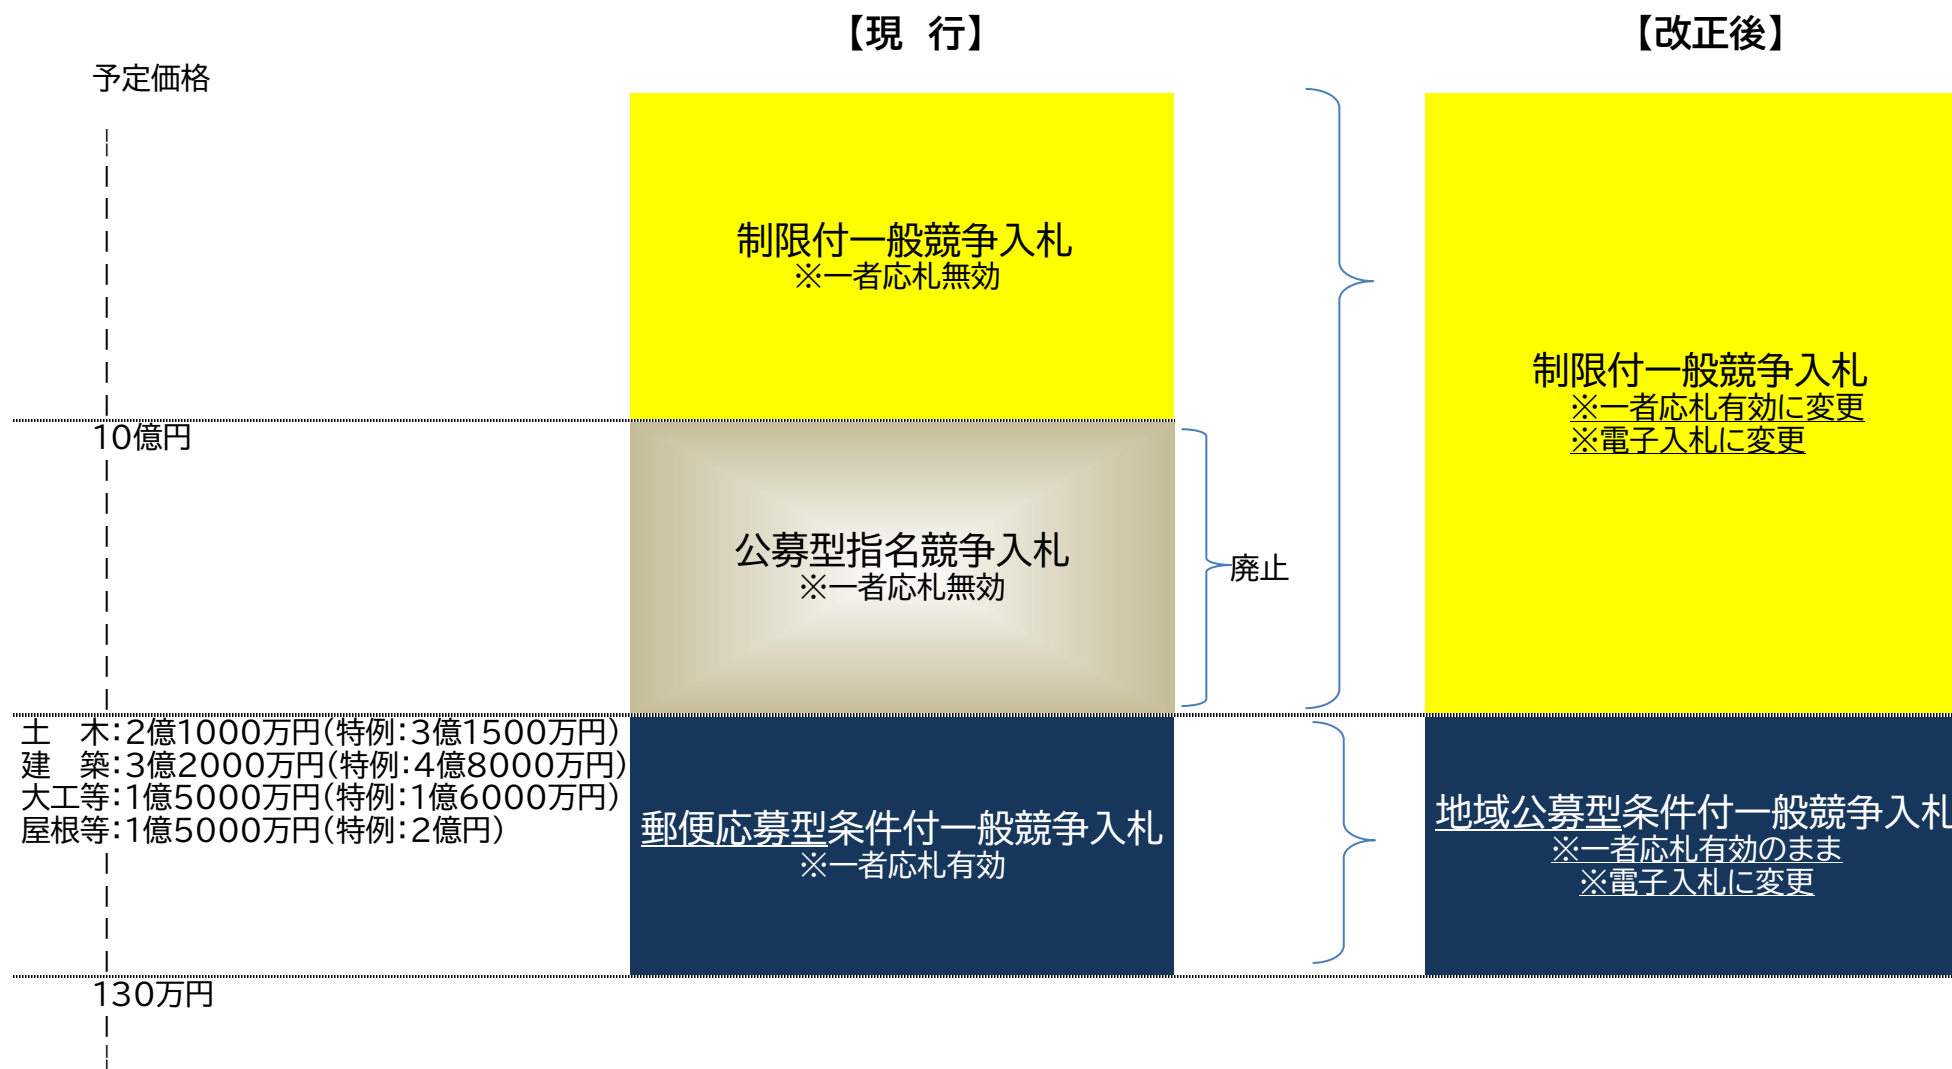 【現　行】
【改正後】
予定価格
制限付一般競争入札
※一者応札無効
制限付一般競争入札
※一者応札有効に変更
※電子入札に変更
10億円
公募型指名競争入札
※一者応札無効
廃止
土　木：2億1000万円（特例：3億1500万円）
建　築：3億2000万円（特例：4億8000万円）
大工等：1億5000万円（特例：1億6000万円）
屋根等：1億5000万円（特例：2億円）
郵便応募型条件付一般競争入札
※一者応札有効
地域公募型条件付一般競争入札
※一者応札有効のまま
※電子入札に変更
130万円